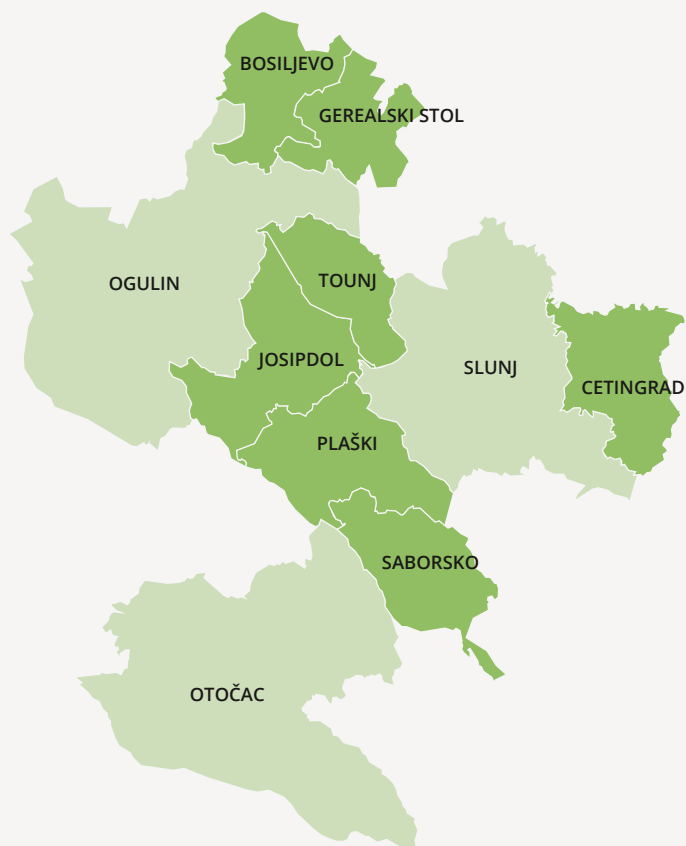 BOSILJEVO
GEREALSKI STOL
TOUNJ
OGULIN
JOSIPDOL
SLUNJ
CETINGRAD
PLAŠKI
SABORSKO
OTOČAC